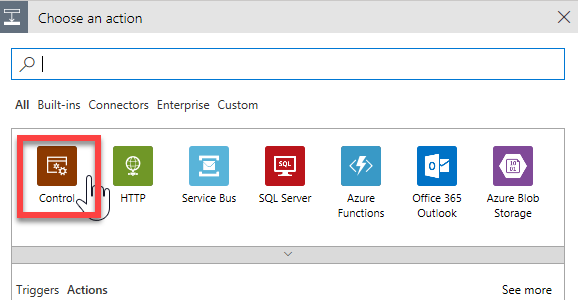 Choose an action
All Built-ins Connectors Enterprise Custom
SQL
10
01
Control HTTP Service Bus SQL Server Azure Functions Office 365 Outlook Azure Blob Storage
Triggers Actions See more